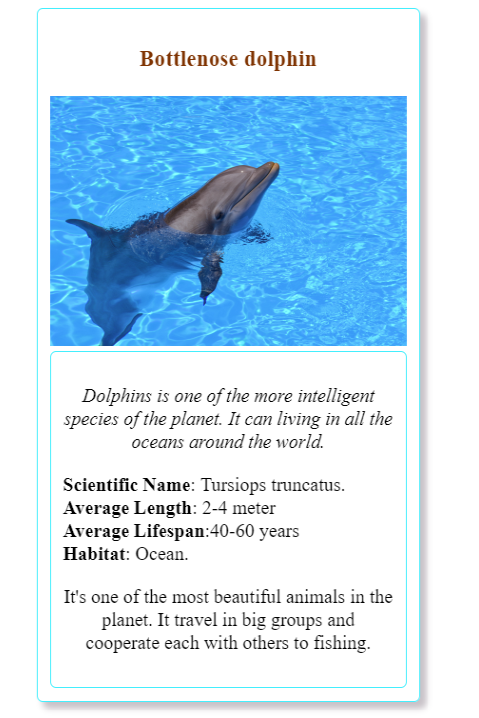 Bottlenose dolphin
Dolphins is one of the more intelligent
species of the planet. It can living in all the
oceans around the world.
Scientific Name: Tursiops truncatus.
Average Length: 2-4 meter
Average Lifespan:40-60 years
Habitat: Ocean.
It's one of the most beautiful animals in the
planet. It travel in big groups and
cooperate each with others to fishing.